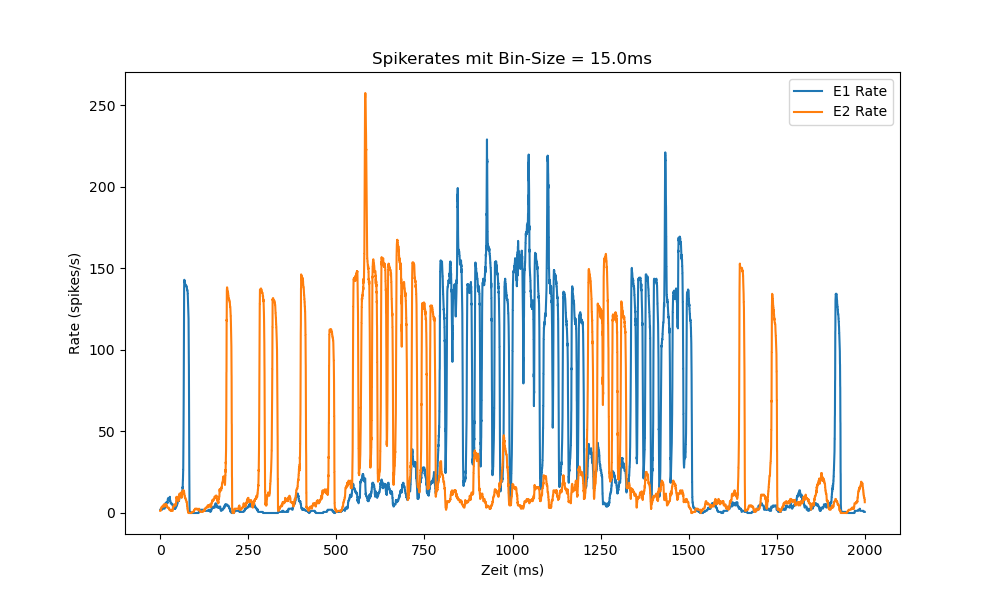 Spikerates mit Bin-Size = 15.0ms
E1 Rate
E2 Rate
250
200
150
100
50
0
Rate (spikes/s)
0 250 500 750 1000 1250 1500 1750 2000
Zeit (ms)